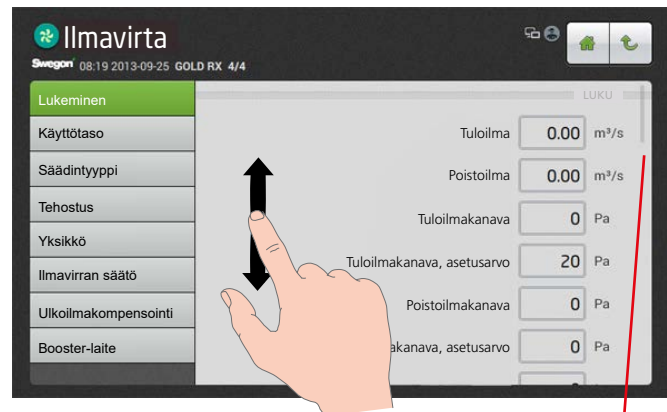 Ilmavirta
Swegon 08:19 2013-09-25 GOLD RX 4/4
Lukeminen
LUKU
Käyttötaso
Säädintyyppi
Tehostus
Yksikkö
Ilmavirran säätö
Ulkoilmakompensointi
Booster-laite
Tuloilma 0.00 m³/s
Poistoilma 0.00 m³/s
Tuloilmakanava 0 Pa
Tuloilmakanava, asetusarvo 20 Pa
Poistoilmakanava 0 Pa
akanava, asetusarvo 0 Pa